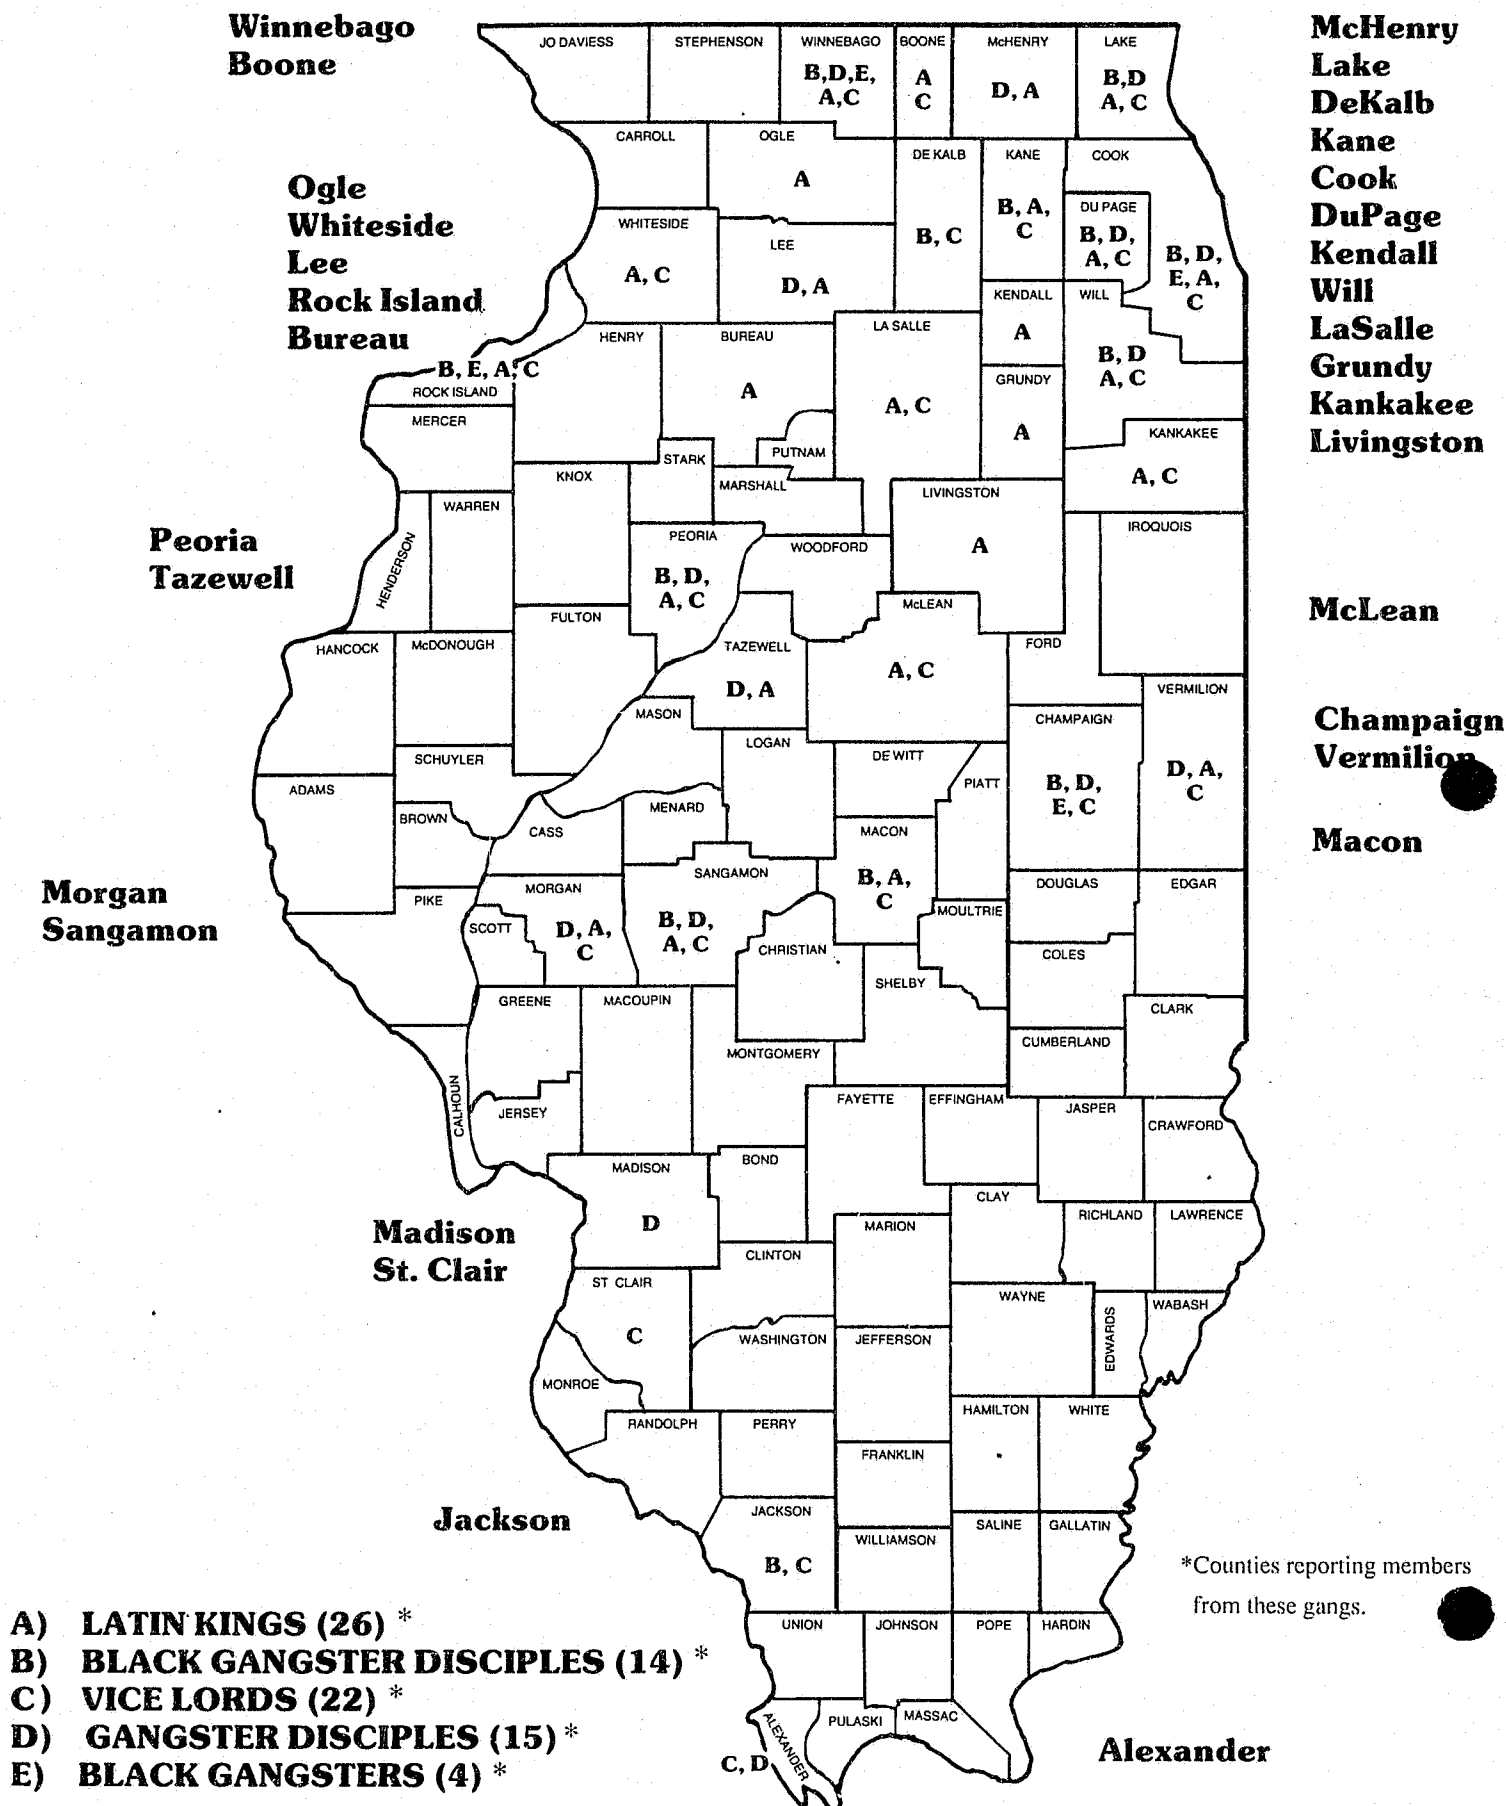 Winnebago
Boone
McHenry
Lake
DeKalb
Kane
Cook
DuPage
Kendall
Will
LaSalle
Grundy
Kankakee
Livingston
Ogle
Whiteside
Lee
Rock Island
Bureau
Peoria
Tazewell
McLean
Champaign
Vermilion
Macon
Morgan
Sangamon
Madison
St. Clair
Jackson
Alexander
JO DAVIESS
STEPHENSON
WINNEBAGO
B,D,E,
A,C
BOONE
A
C
McHENRY
D, A
LAKE
B,D
A, C
CARROLL
OGLE
A
DE KALB
B, C
KANE
B, A,
C
COOK
B, D,
E, A,
C
DU PAGE
B, D,
A, C
WHITESIDE
A, C
LEE
D, A
KENDALL
A
WILL
B, D
A, C
HENRY
BUREAU
A
LA SALLE
A, C
GRUNDY
A
B, E, A, C
ROCK ISLAND
MERCER
KANKAKEE
A, C
STARK
PUTNAM
KNOX
MARSHALL
LIVINGSTON
A
WARREN
HENDERSON
PEORIA
B, D,
A, C
WOODFORD
IROQUOIS
FULTON
McLEAN
A, C
TAZEWELL
D, A
FORD
HANCOCK
McDONOUGH
VERMILION
D, A,
C
MASON
LOGAN
CHAMPAIGN
B, D,
E, C
SCHUYLER
DE WITT
PIATT
ADAMS
BROWN
CASS
MENARD
MACON
B, A,
C
SANGAMON
B, D,
A, C
MORGAN
D, A,
C
DOUGLAS
EDGAR
PIKE
SCOTT
MOULTRIE
CHRISTIAN
COLES
SHELBY
GREENE
MACOUPIN
CLARK
MONTGOMERY
CUMBERLAND
CALHOUN
JERSEY
FAYETTE
EFFINGHAM
JASPER
CRAWFORD
MADISON
D
BOND
CLAY
RICHLAND
LAWRENCE
MARION
CLINTON
ST CLAIR
C
WAYNE
EDWARDS
WABASH
WASHINGTON
JEFFERSON
MONROE
RANDOLPH
PERRY
HAMILTON
WHITE
FRANKLIN
JACKSON
B, C
WILLIAMSON
SALINE
GALLATIN
UNION
JOHNSON
POPE
HARDIN
ALEXANDER
C, D
PULASKI
MASSAC
*Counties reporting members
from these gangs.
A) LATIN KINGS (26) *
B) BLACK GANGSTER DISCIPLES (14) *
C) VICE LORDS (22) *
D) GANGSTER DISCIPLES (15) *
E) BLACK GANGSTERS (4) *